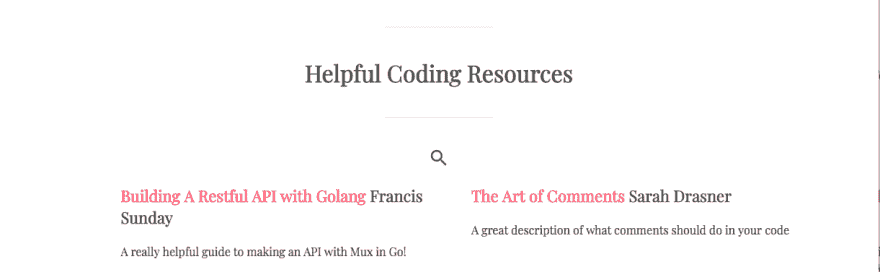 Helpful Coding Resources
Building A Restful API with Golang Francis
Sunday
A really helpful guide to making an API with Mux in Go!
The Art of Comments Sarah Drasner
A great description of what comments should do in your code